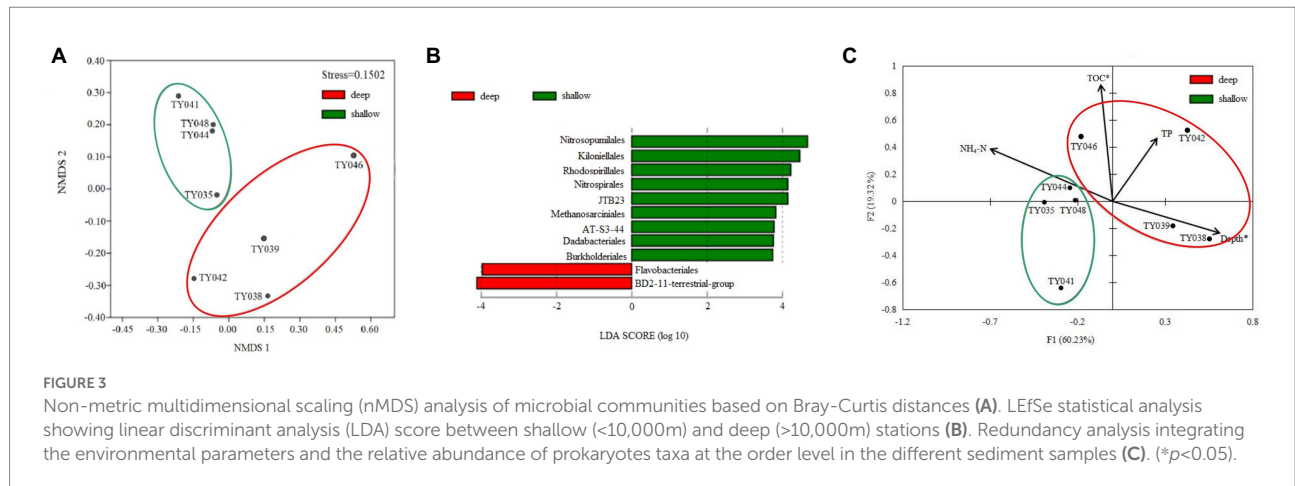 A
Stress=0.1502
deep
shallow
0.40
0.30
0.20
0.10
0.00
-0.10
-0.20
-0.30
-0.40
NMDS 2
TY041
TY048
TY044
TY035
TY046
TY039
TY042
TY038
-0.45
-0.30
-0.15
0.00
0.15
0.30
0.45
0.60
NMDS 1
B
deep
shallow
Nitrosopumilales
Kiloniellales
Rhodospirillales
Nitrospirales
JTB23
Methanosarciniales
AT-S3-44
Dadabacteriales
Burkholderiales
Flavobacteriales
BD2-11-terrestrial-group
-4
-2
0
2
4
LDA SCORE (log 10)
C
deep
shallow
1
0.8
0.6
0.4
0.2
0
-0.2
-0.4
-0.6
-0.8
F2 (19.32%)
TOC*
TP
NH4-N
TY046
TY042
TY044
TY035
TY048
TY039
TY038
Depth*
TY041
-1.2
-0.7
-0.2
0.3
0.8
F1 (60.23%)
FIGURE 3
Non-metric multidimensional scaling (nMDS) analysis of microbial communities based on Bray-Curtis distances (A). LEfSe statistical analysis
showing linear discriminant analysis (LDA) score between shallow (<10,000m) and deep (>10,000m) stations (B). Redundancy analysis integrating
the environmental parameters and the relative abundance of prokaryotes taxa at the order level in the different sediment samples (C). (*p<0.05).